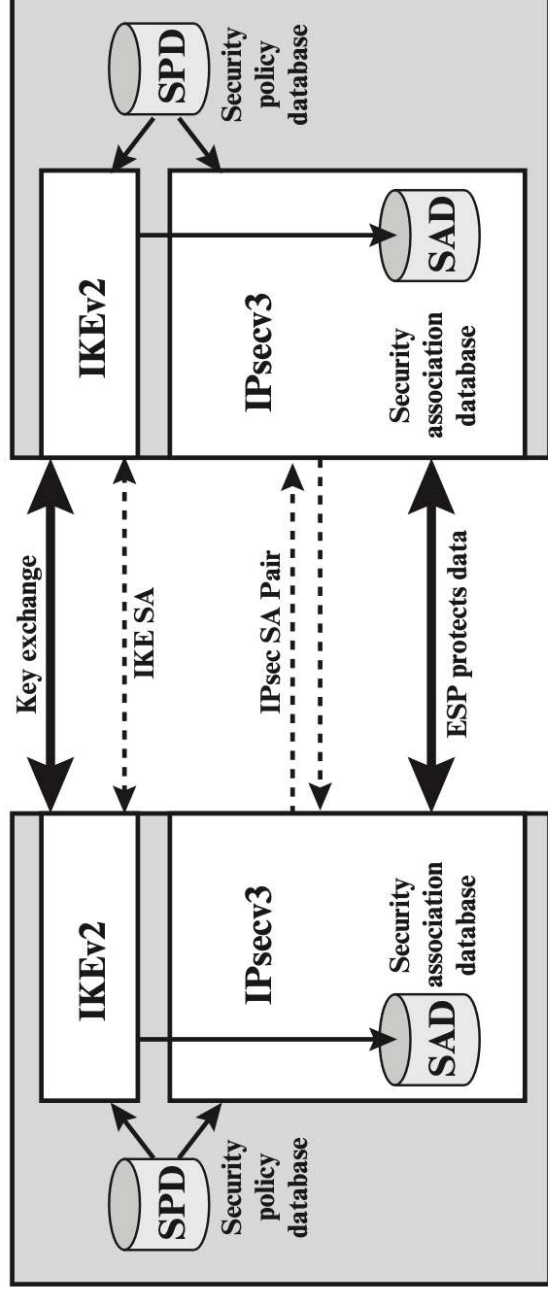 SPD
Security
policy
database
IKEv2
IPsecv3
SAD
Security
association
database
Key exchange
IKE SA
IPsec SA Pair
ESP protects data
IKEv2
IPsecv3
Security
association
database
SAD
SPD
Security
policy
database